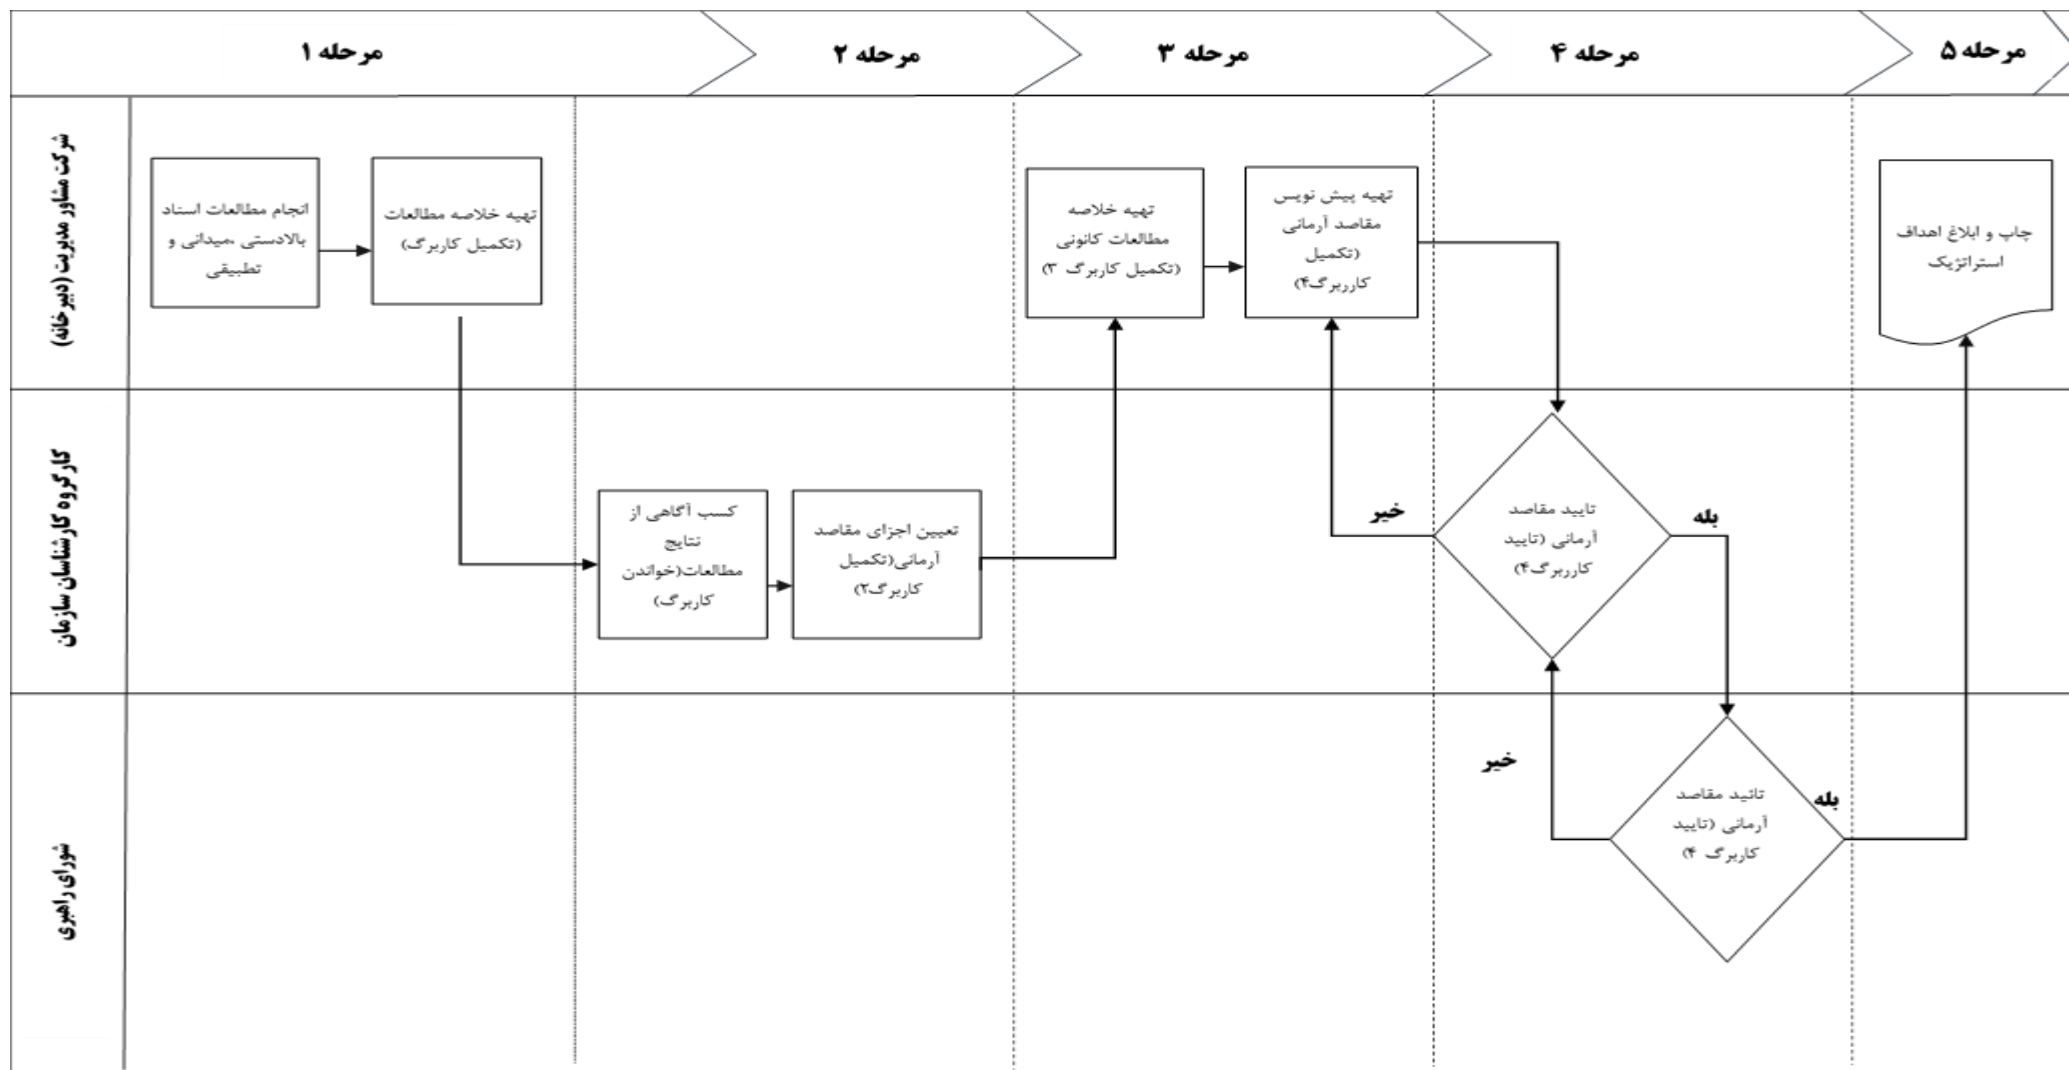 مرحله ۱
مرحله ۲
مرحله ۳
مرحله ۴
مرحله ۵
شرکت مشاور مدیریت (دبیرخانه)
انجام مطالعات اسناد
بالادستی ،میدانی و
تطبیقی
تهیه خلاصه مطالعات
(تکمیل کاربرگ)
تهیه خلاصه
مطالعات کانونی
(تکمیل کاربرگ ۳)
تهیه پیش نویس
مقاصد آرمانی
(تکمیل
کارربرگ۴)
چاپ و ابلاغ اهداف
استراتژیک
کارگروه کارشناسان سازمان
کسب آگاهی از
نتایج
مطالعات(خواندن
کاربرگ)
تعیین اجزای مقاصد
آرمانی(تکمیل
کاربرگ۲)
خیر
تایید مقاصد
آرمانی (تایید
کارربرگ۴)
بله
شورای راهبری
خیر
تائید مقاصد
آرمانی (تایید
کاربرگ ۴)
بله